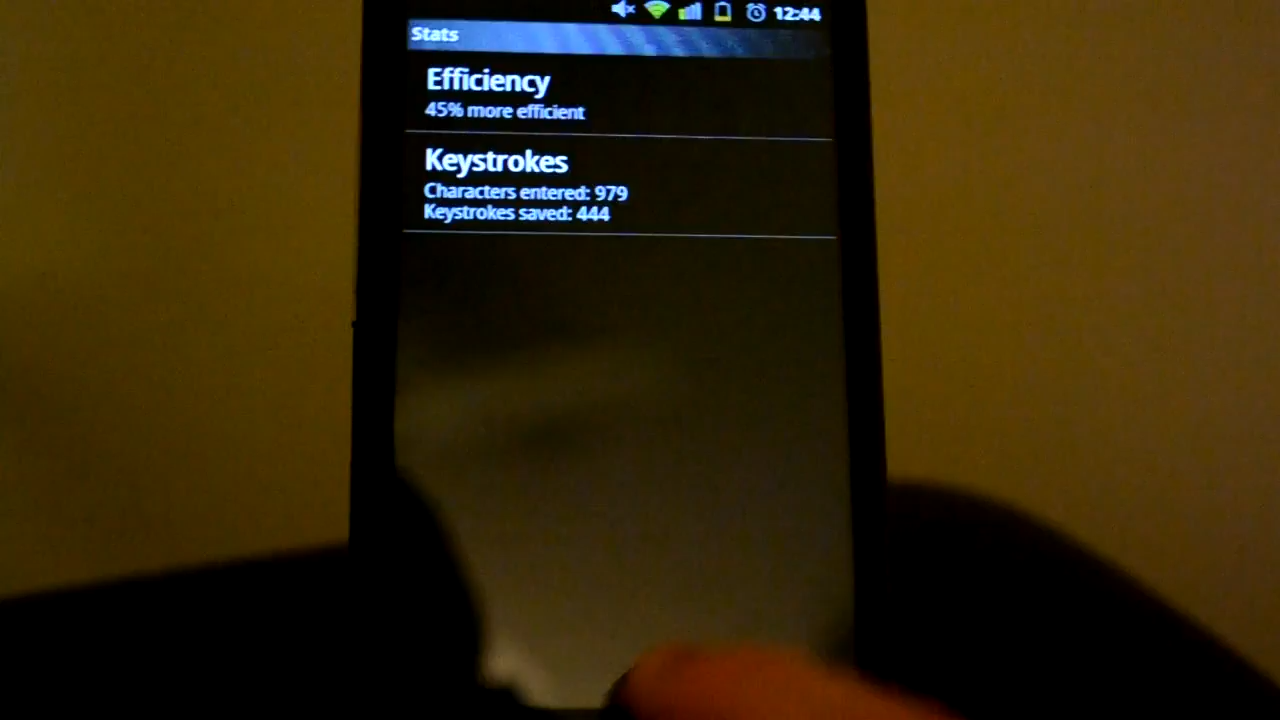 12:44
Stats
Efficiency
45% more efficient
Keystrokes
Characters entered: 979
Keystrokes saved: 444